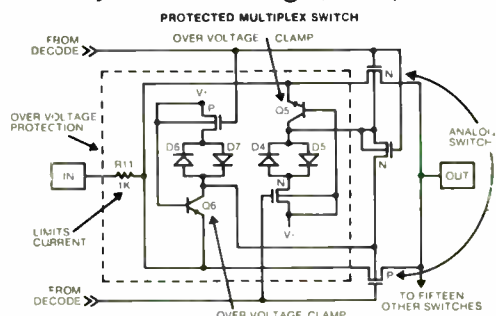 PROTECTED MULTIPLEX SWITCH
FROM
DECODE
OVER VOLTAGE CLAMP
OVER VOLTAGE
PROTECTION
V+
P
Q5
N
D6
D7
D4
D5
N
ANALOG
SWITCH
IN
R11
1K
N
OUT
Q6
LIMITS
CURRENT
V-
P
FROM
DECODE
OVER VOLTAGE CLAMP
TO FIFTEEN
OTHER SWITCHES